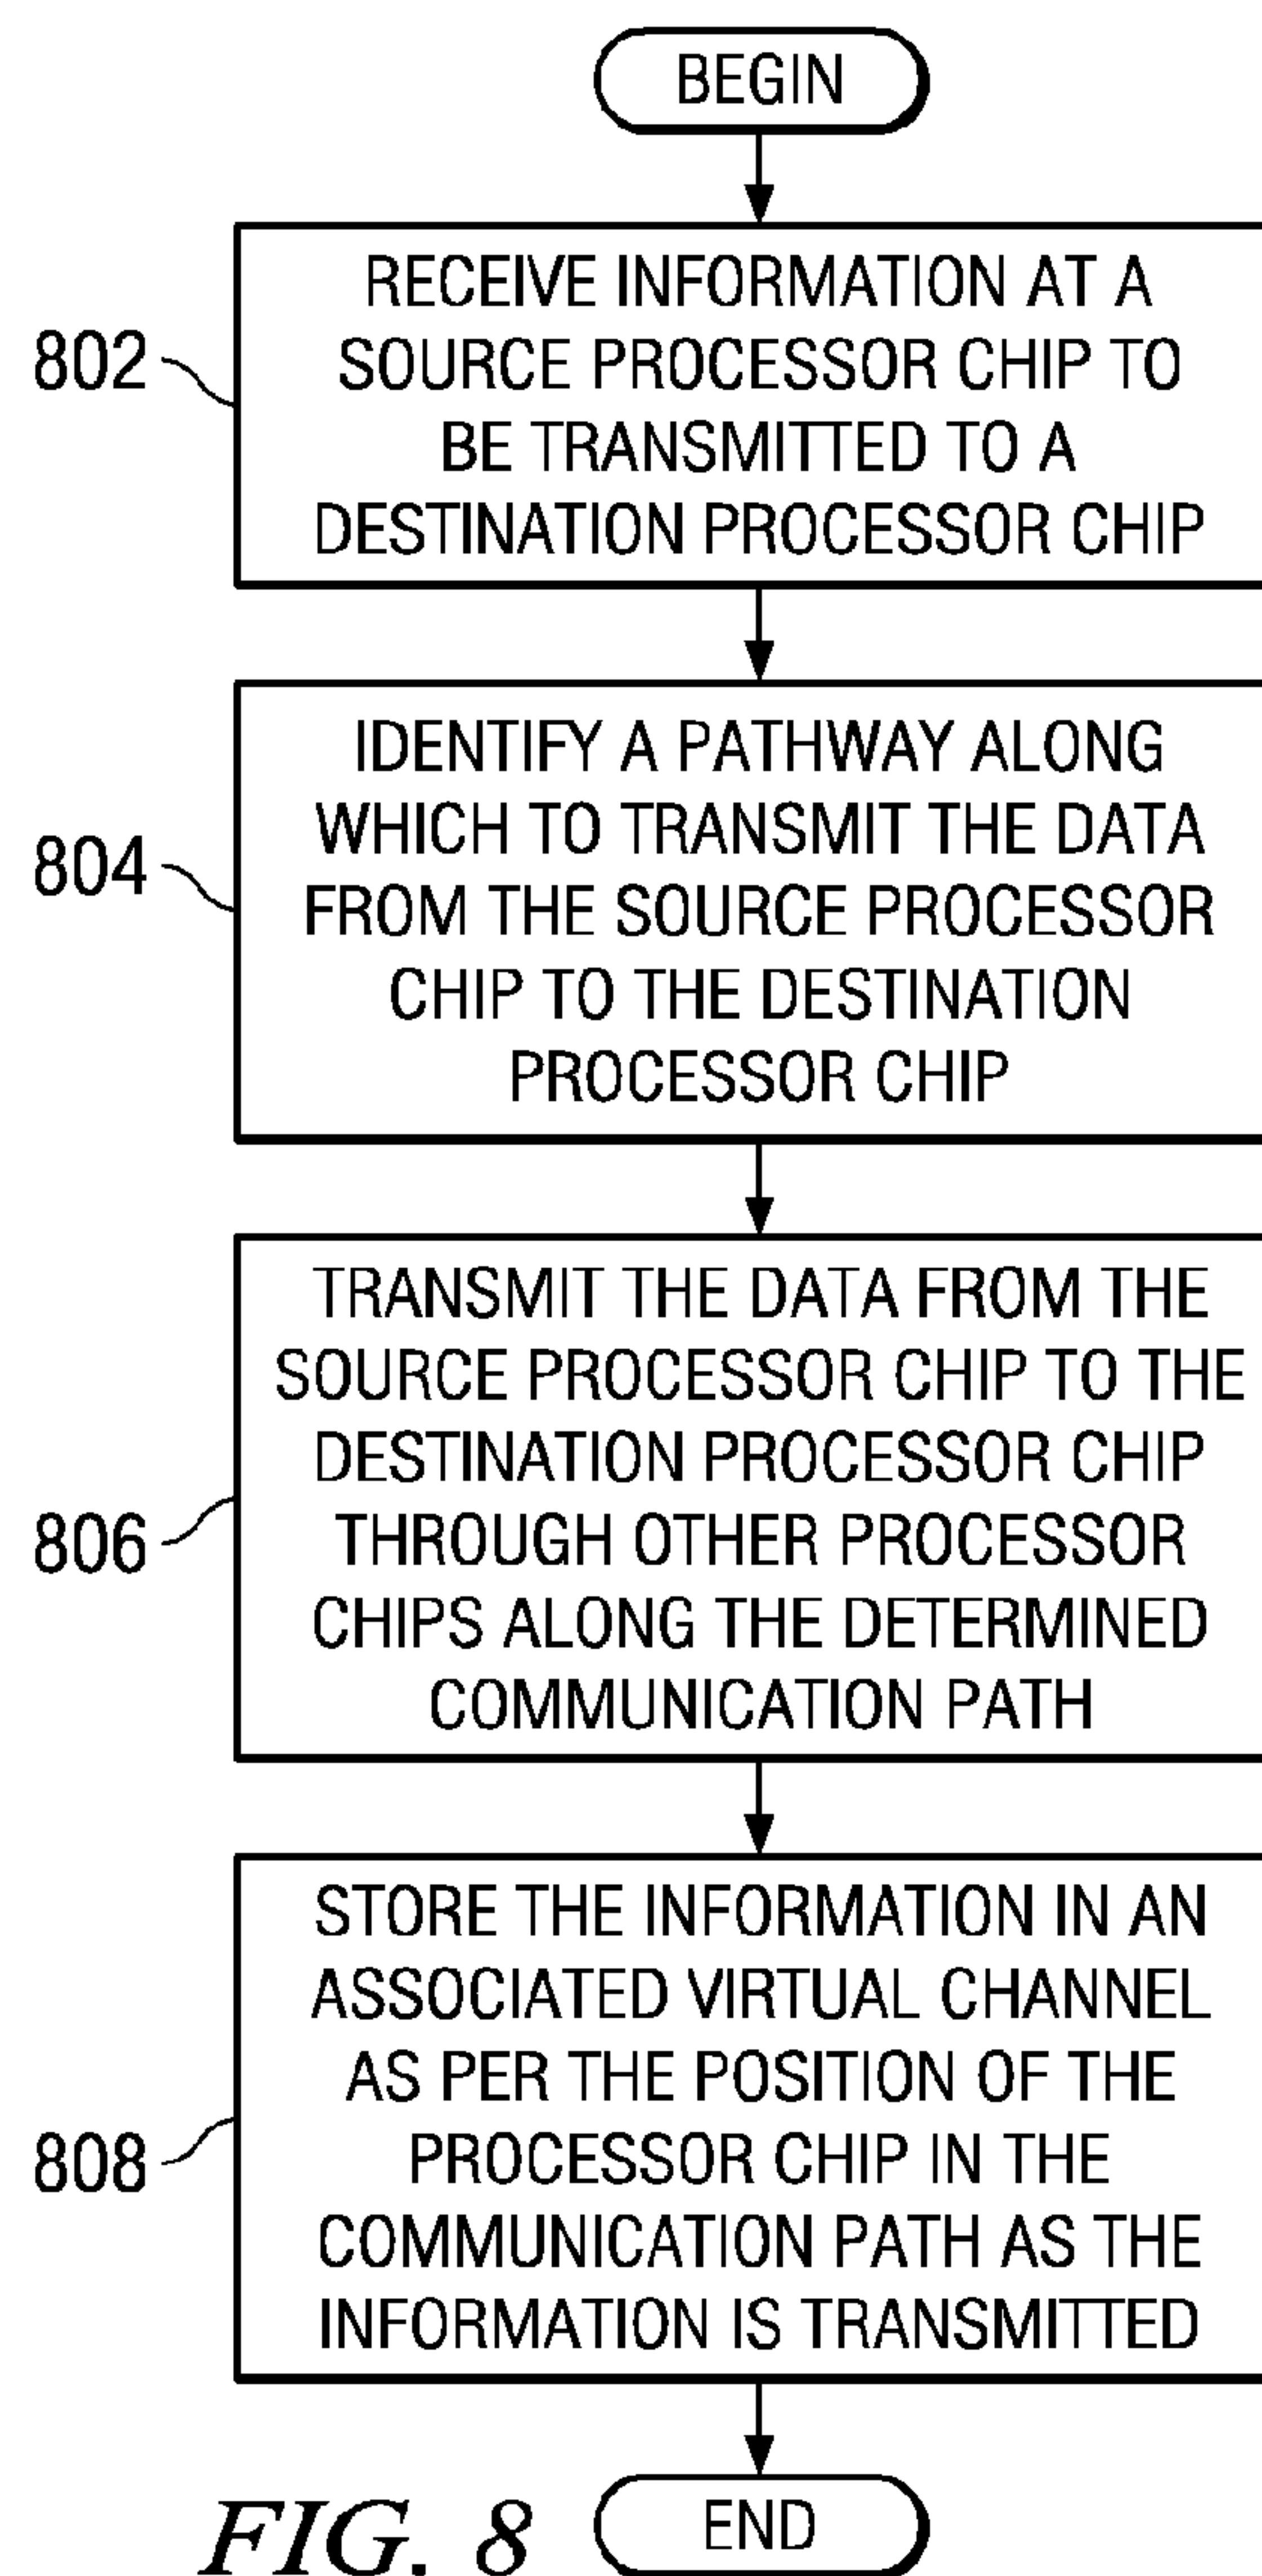 BEGIN
802
RECEIVE INFORMATION AT A
SOURCE PROCESSOR CHIP TO
BE TRANSMITTED TO A
DESTINATION PROCESSOR CHIP
804
IDENTIFY A PATHWAY ALONG
WHICH TO TRANSMIT THE DATA
FROM THE SOURCE PROCESSOR
CHIP TO THE DESTINATION
PROCESSOR CHIP
806
TRANSMIT THE DATA FROM THE
SOURCE PROCESSOR CHIP TO THE
DESTINATION PROCESSOR CHIP
THROUGH OTHER PROCESSOR
CHIPS ALONG THE DETERMINED
COMMUNICATION PATH
808
STORE THE INFORMATION IN AN
ASSOCIATED VIRTUAL CHANNEL
AS PER THE POSITION OF THE
PROCESSOR CHIP IN THE
COMMUNICATION PATH AS THE
INFORMATION IS TRANSMITTED
END
FIG. 8